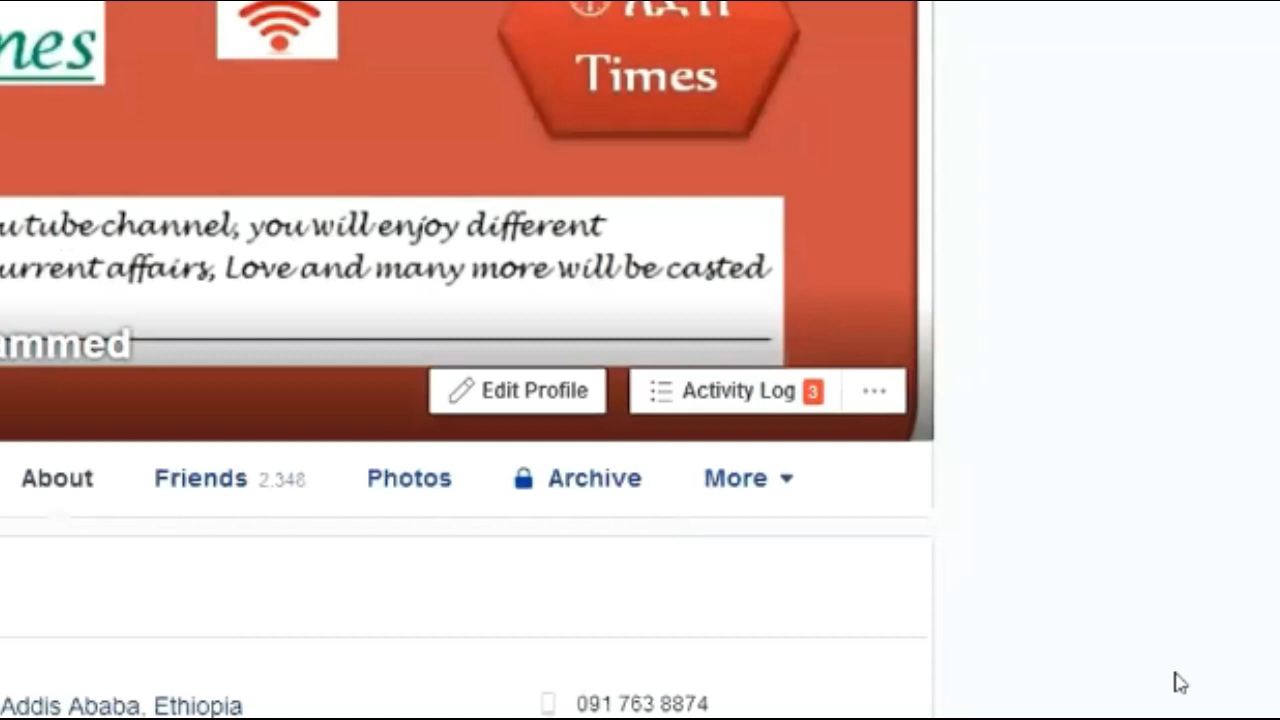 nes
Times
u tube channel, you will enjoy different
urrent affairs, Love and many more will be casted
ammed
Edit Profile
Activity Log 3 ...
About Friends 2,348 Photos Archive More
Addis Ababa, Ethiopia 091 763 8874